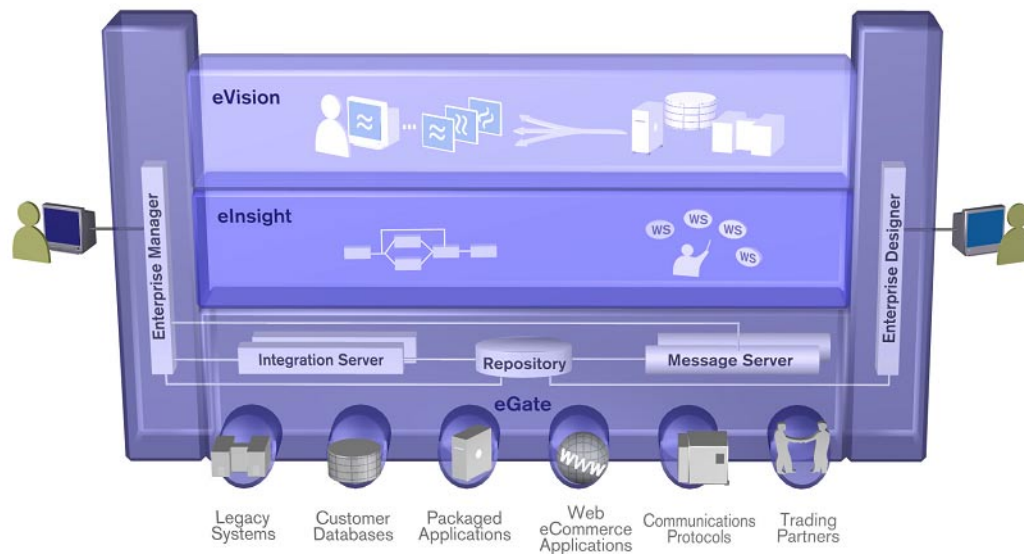 eVision
eInsight
WS
WS
WS
WS
Enterprise Manager
Enterprise Designer
Integration Server
Repository
Message Server
eGate
www
Legacy
Systems
Customer
Databases
Packaged
Applications
Web
eCommerce
Applications
Communications
Protocols
Trading
Partners